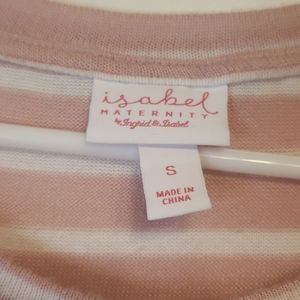 isabel
MATERNITY
by Ingrid & Isabel
S
MADE IN
CHINA